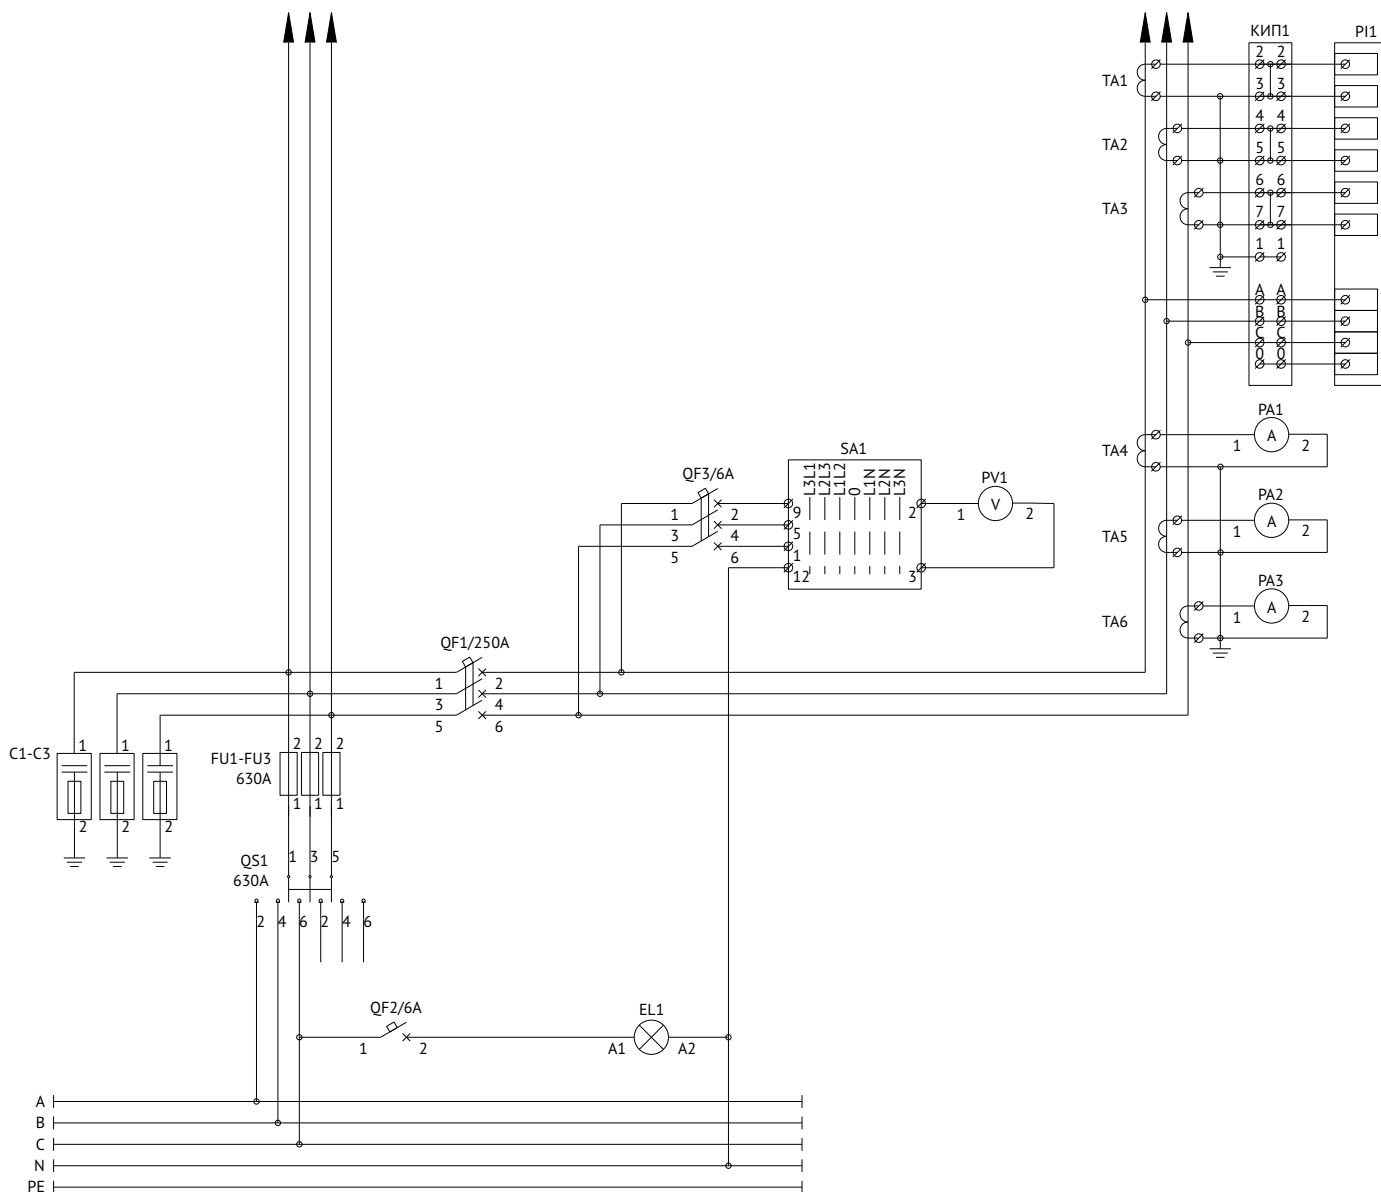 КИП1
PI1
TA1
2 2
3 3
TA2
4 4
5 5
TA3
6 6
7 7
1 1
A A
B B
C C
0 0
PA1
TA4
1
A
2
PA2
TA5
1
A
2
PA3
TA6
1
A
2
SA1
L3L1
L2L3
L1L2
O
L1N
L2N
L3N
9
5
1
12
2
3
PV1
1
V
2
QF3/6A
1 2
3 4
5 6
QF1/250A
1 2
3 4
5 6
C1-C3
1 1 1
2 2 2
FU1-FU3
630A
2 2 2
1 1 1
QS1
630A
1 3 5
2 4 6 2 4 6
QF2/6A
1 2
EL1
A1 A2
A
B
C
N
PE